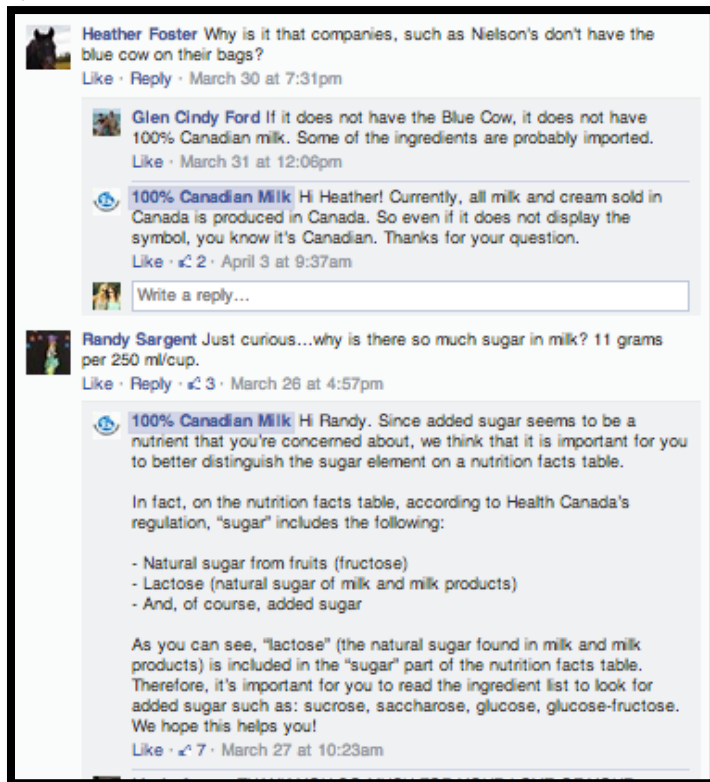 Heather Foster Why is it that companies, such as Nielson's don't have the
blue cow on their bags?
Like · Reply · March 30 at 7:31pm
Glen Cindy Ford If it does not have the Blue Cow, it does not have
100% Canadian milk. Some of the ingredients are probably imported.
Like · March 31 at 12:06pm
100% Canadian Milk Hi Heather! Currently, all milk and cream sold in
Canada is produced in Canada. So even if it does not display the
symbol, you know it's Canadian. Thanks for your question.
Like · 2 · April 3 at 9:37am
Write a reply...
Randy Sargent Just curious...why is there so much sugar in milk? 11 grams
per 250 ml/cup.
Like · Reply · 3 · March 26 at 4:57pm
100% Canadian Milk Hi Randy. Since added sugar seems to be a
nutrient that you're concerned about, we think that it is important for you
to better distinguish the sugar element on a nutrition facts table.
In fact, on the nutrition facts table, according to Health Canada's
regulation, "sugar" includes the following:
- Natural sugar from fruits (fructose)
- Lactose (natural sugar of milk and milk products)
- And, of course, added sugar
As you can see, "lactose" (the natural sugar found in milk and milk
products) is included in the "sugar" part of the nutrition facts table.
Therefore, it's important for you to read the ingredient list to look for
added sugar such as: sucrose, saccharose, glucose, glucose-fructose.
We hope this helps you!
Like · 7 · March 27 at 10:23am